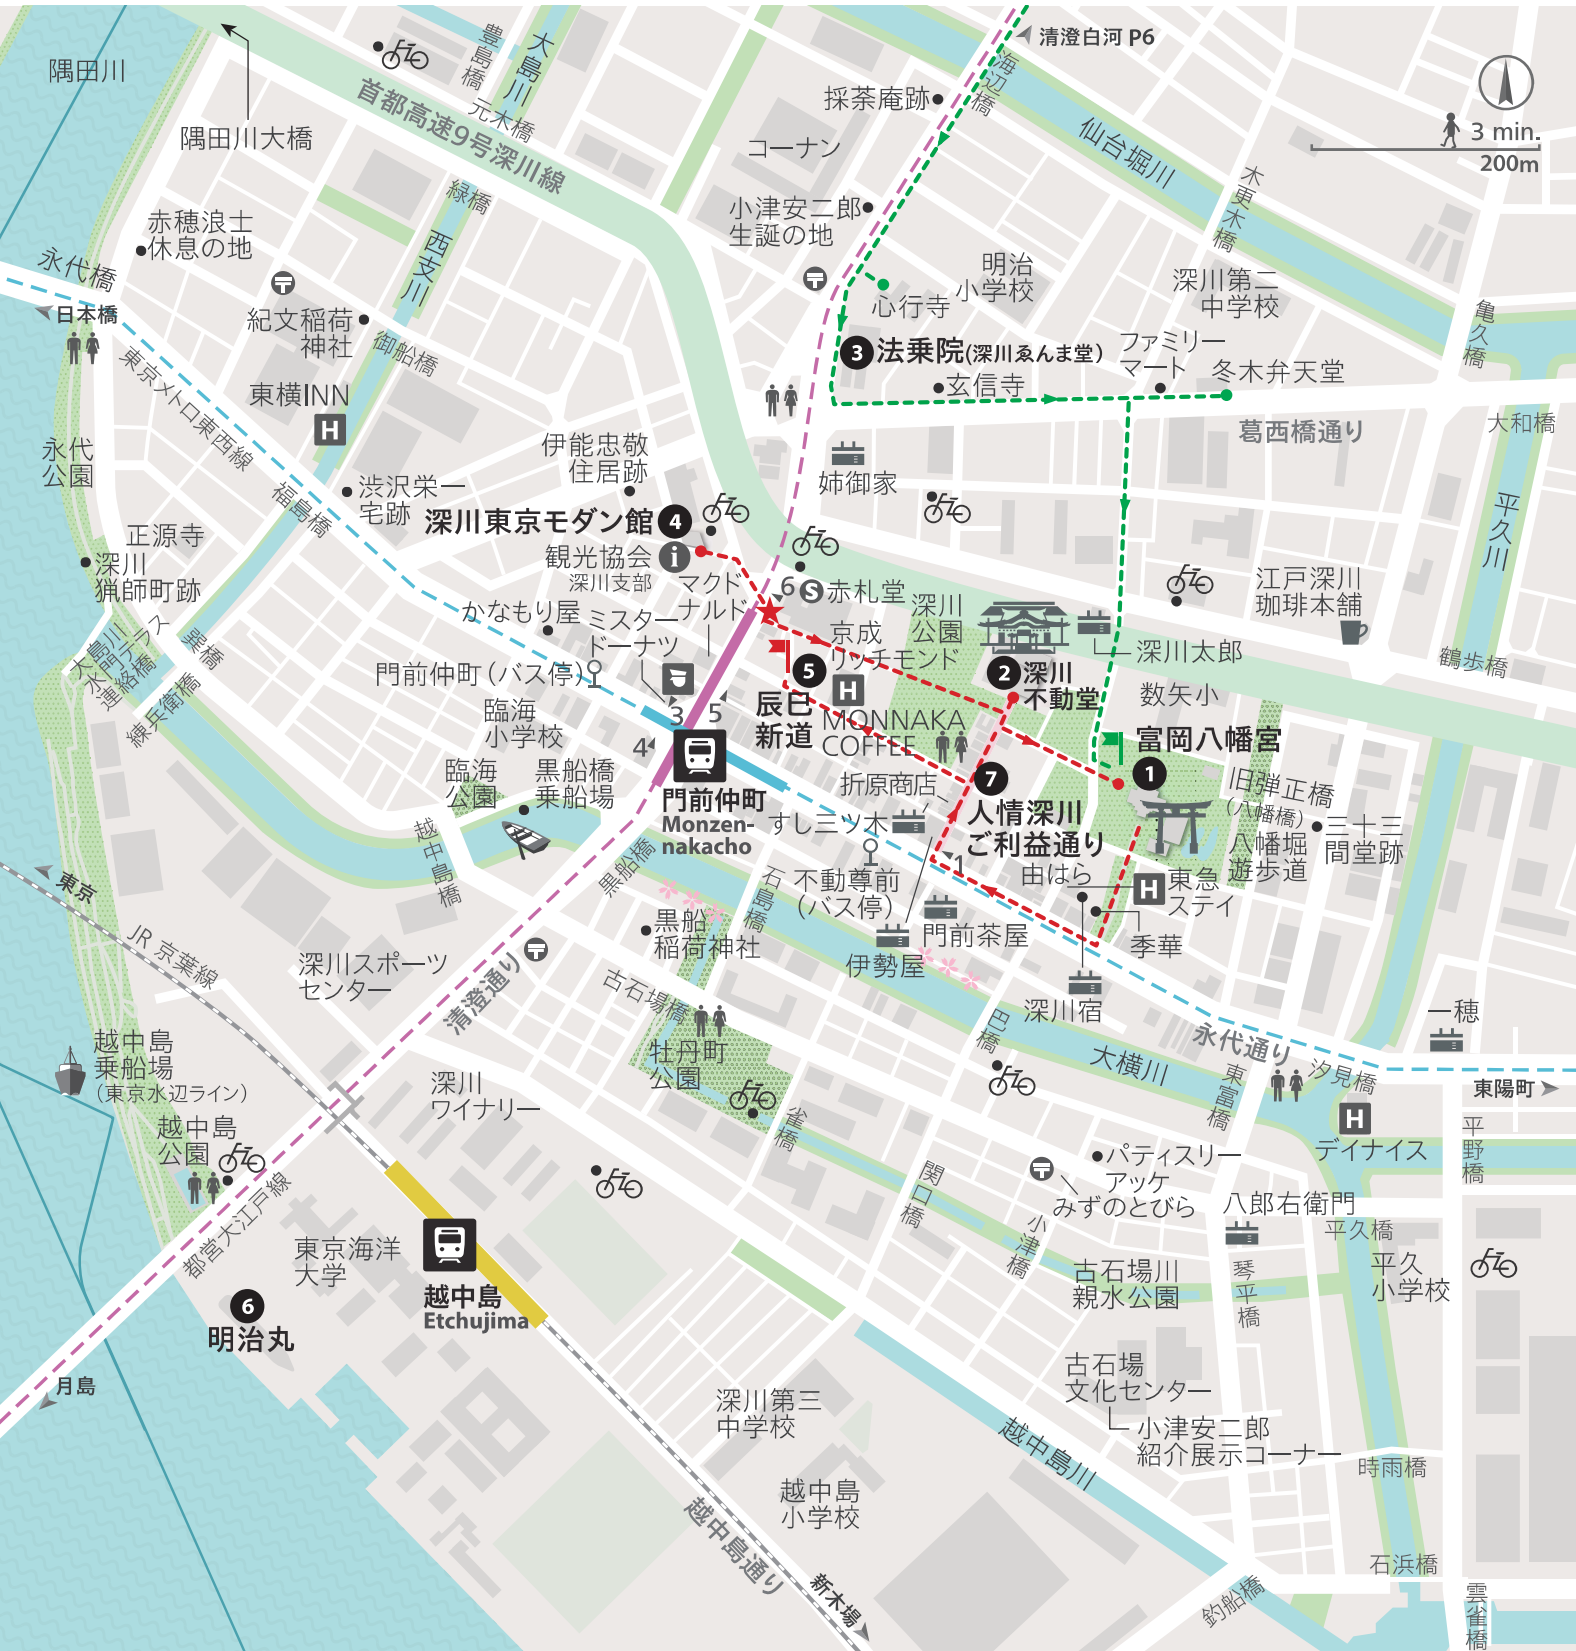 隅田川
隅田川大橋
豊島橋
大島川
元木橋
首都高速9号深川線
清澄白河 P6
海辺橋
採荼庵跡
コーナン
仙台堀川
木更木橋
3 min.
200m
小津安二郎
生誕の地
赤穂浪士
休息の地
緑橋
西支川
永代橋
日本橋
紀文稲荷
神社
御船橋
東横INN
H
東京メトロ東西線
永代
公園
福島橋
明治
小学校
心行寺
深川第二
中学校
亀久橋
3
法乗院(深川ゑんま堂)
玄信寺
ファミリー
マート
冬木弁天堂
葛西橋通り
大和橋
平久川
姉御家
伊能忠敬
住居跡
渋沢栄一
宅跡
深川東京モダン館
4
観光協会
深川支部
i
正源寺
深川
猟師町跡
大島川
水門テラス
連絡橋
巽橋
練兵衛橋
かなもり屋
ミスター
ドーナツ
マクド
ナルド
6
S
赤札堂
京成
リッチモンド
H
深川
公園
深川太郎
江戸深川
珈琲本舗
鶴歩橋
門前仲町(バス停)
臨海
小学校
臨海
公園
黒船橋
乗船場
越中島橋
3
4
5
5
辰巳
新道
MONNAKA
COFFEE
2
深川
不動堂
数矢小
富岡八幡宮
1
旧弾正橋
(八幡橋)
八幡堀
遊歩道
三十三
間堂跡
門前仲町
Monzen-
nakacho
折原商店
すし三ツ木
7
人情深川
ご利益通り
1
由はら
H
東急
ステイ
季華
不動尊前
(バス停)
門前茶屋
伊勢屋
深川宿
黒船橋
石島橋
黒船
稲荷神社
古石場橋
牡丹町
公園
東京
JR 京葉線
深川スポーツ
センター
清澄通り
越中島
乗船場
(東京水辺ライン)
越中島
公園
深川
ワイナリー
雀橋
巴橋
大横川
永代通り
東富橋
汐見橋
一穂
東陽町
H
デイナイス
平野橋
パティスリー
アッケ
みずのとびら
関口橋
小津橋
八郎右衛門
平久橋
平久
小学校
琴平橋
古石場川
親水公園
都営大江戸線
東京海洋
大学
6
明治丸
月島
越中島
Etchujima
深川第三
中学校
越中島
小学校
越中島通り
新木場
古石場
文化センター
小津安二郎
紹介展示コーナー
越中島川
時雨橋
石浜橋
釣船橋
雲雀橋